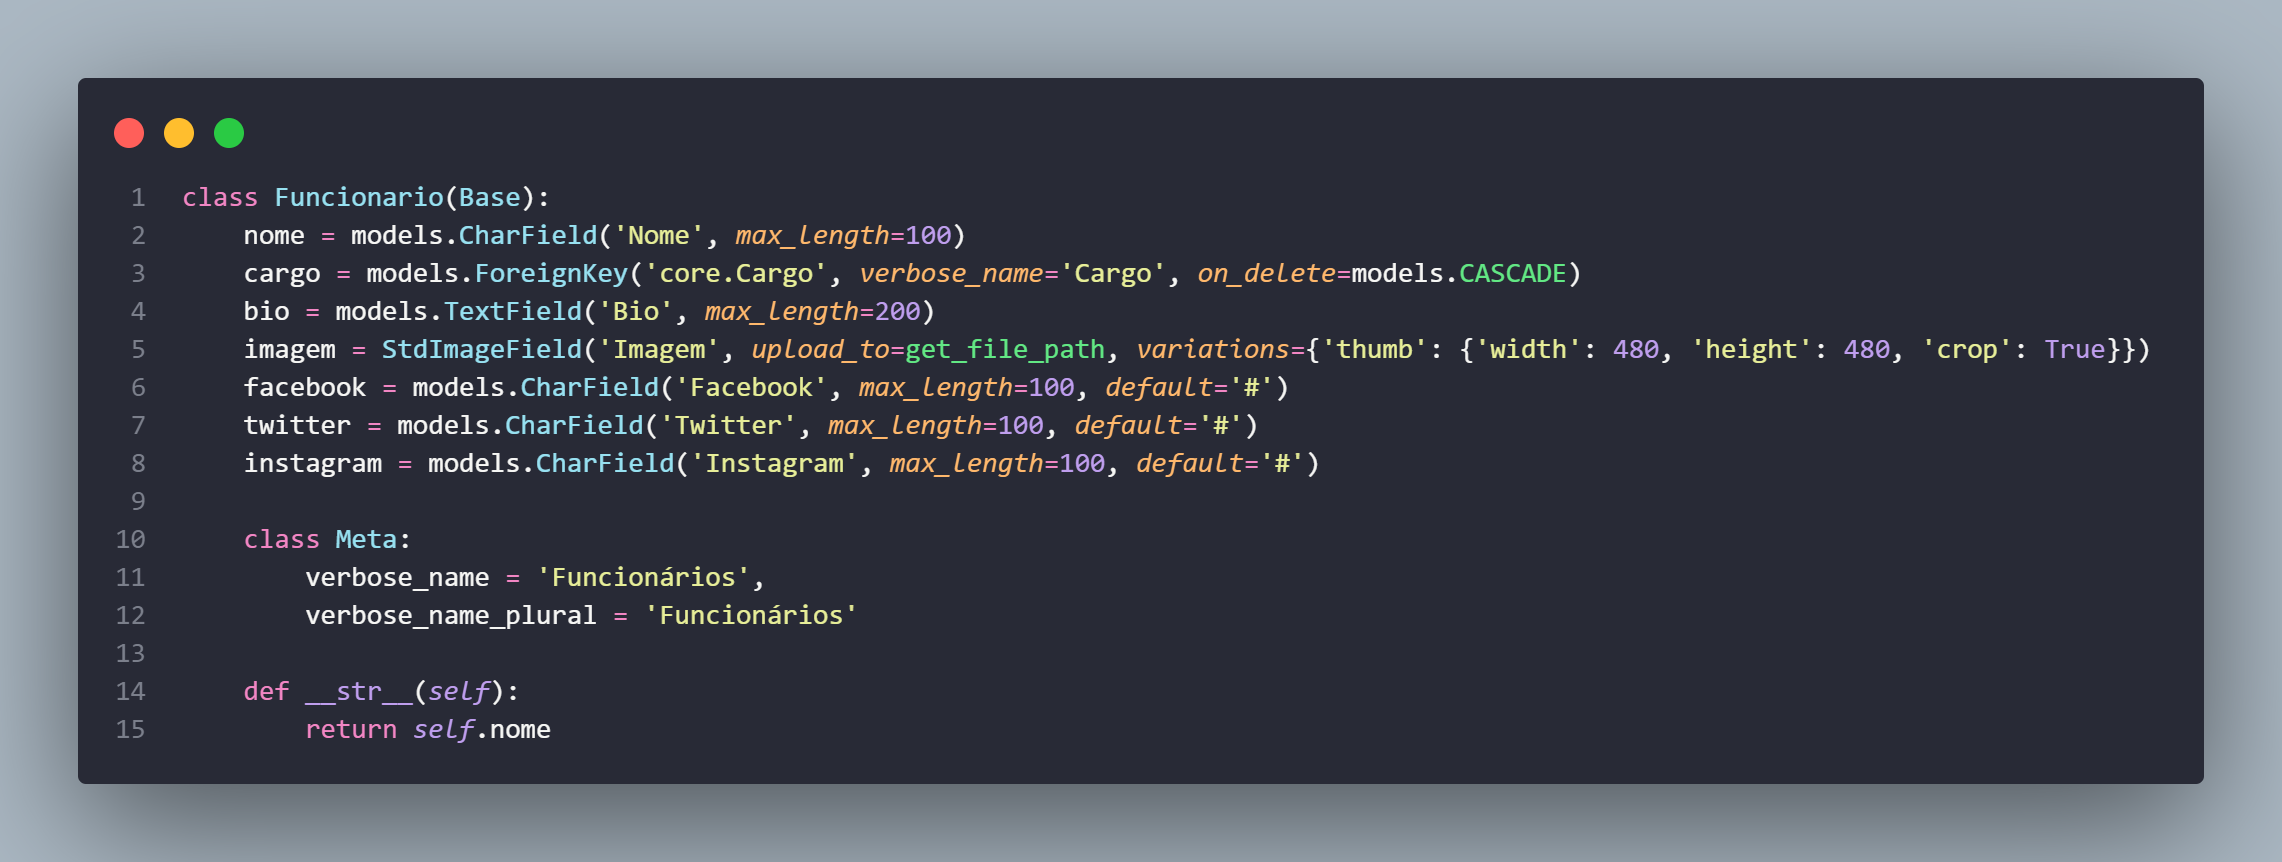 1 class Funcionario(Base):
2     nome = models.CharField('Nome', max_length=100)
3     cargo = models.ForeignKey('core.Cargo', verbose_name='Cargo', on_delete=models.CASCADE)
4     bio = models.TextField('Bio', max_length=200)
5     imagem = StdImageField('Imagem', upload_to=get_file_path, variations={'thumb': {'width': 480, 'height': 480, 'crop': True}})
6     facebook = models.CharField('Facebook', max_length=100, default='#')
7     twitter = models.CharField('Twitter', max_length=100, default='#')
8     instagram = models.CharField('Instagram', max_length=100, default='#')
9
10     class Meta:
11         verbose_name = 'Funcionários',
12         verbose_name_plural = 'Funcionários'
13
14     def __str__(self):
15         return self.nome